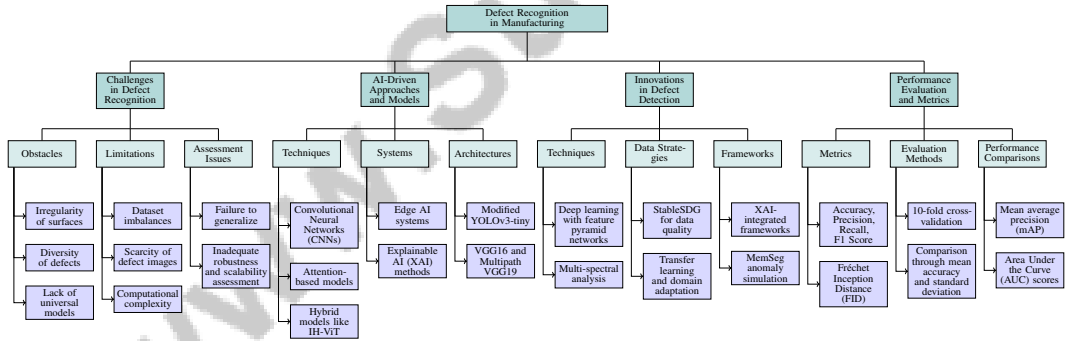 Defect Recognition
in Manufacturing
Challenges
in Defect
Recognition
AI-Driven
Approaches
and Models
Innovations
in Defect
Detection
Performance
Evaluation
and Metrics
Obstacles
Limitations
Assessment
Issues
Techniques
Systems
Architectures
Techniques
Data Strate-
gies
Frameworks
Metrics
Evaluation
Methods
Performance
Comparisons
Irregularity
of surfaces
Diversity
of defects
Lack of
universal
models
Dataset
imbalances
Scarcity of
defect images
Computational
complexity
Failure to
generalize
Inadequate
robustness
and scalability
assessment
Convolutional
Neural
Networks
(CNNs)
Attention-
based models
Hybrid
models like
IH-ViT
Edge AI
systems
Explainable
AI (XAI)
methods
Modified
YOLOv3-tiny
VGG16 and
Multipath
VGG19
Deep learning
with feature
pyramid
networks
Multi-spectral
analysis
StableSDG
for data
quality
Transfer
learning
and domain
adaptation
XAI-
integrated
frameworks
MemSeg
anomaly
simulation
Accuracy,
Precision,
Recall,
F1 Score
Fréchet
Inception
Distance
(FID)
10-fold cross-
validation
Comparison
through mean
accuracy
and standard
deviation
Mean average
precision
(mAP)
Area Under
the Curve
(AUC) scores